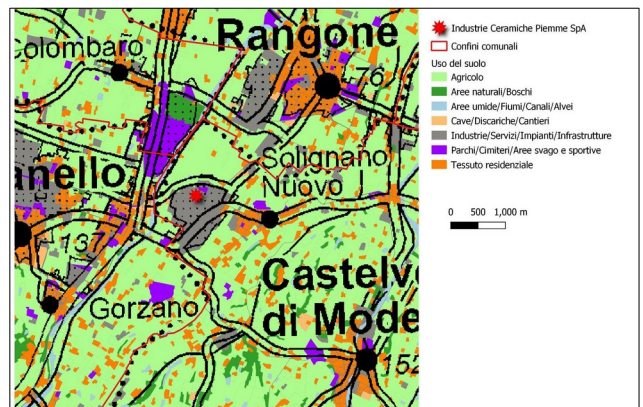 Colombaro
Rangone
76
Solignano
Nuovo
anello
137
Gorzano
Castelv
di Mode
152
Industrie Ceramiche Piemme SpA
Confini comunali
Uso del suolo
Agricolo
Aree naturali/Boschi
Aree umide/Fiumi/Canali/Alvei
Cave/Discariche/Cantieri
Industrie/Servizi/Impianti/Infrastrutture
Parchi/Cimiteri/Aree svago e sportive
Tessuto residenziale
0 500 1,000 m